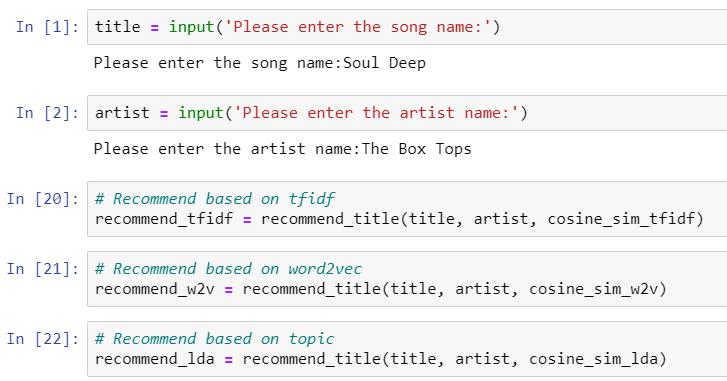 In [1]: title = input('Please enter the song name:')
Please enter the song name:Soul Deep
In [2]: artist = input('Please enter the artist name:')
Please enter the artist name:The Box Tops
In [20]: # Recommend based on tfidf
recommend_tfidf = recommend_title(title, artist, cosine_sim_tfidf)
In [21]: # Recommend based on word2vec
recommend_w2v = recommend_title(title, artist, cosine_sim_w2v)
In [22]: # Recommend based on topic
recommend_lda = recommend_title(title, artist, cosine_sim_lda)